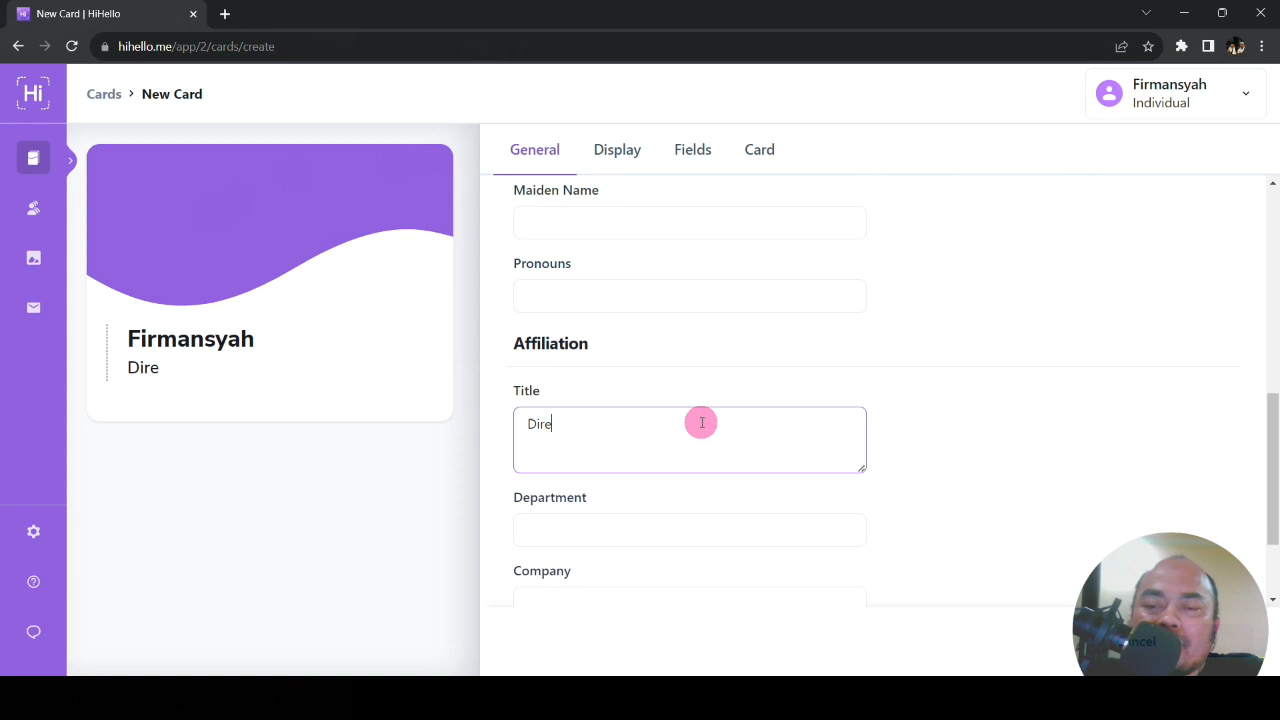 New Card | HiHello
hihello.me/app/2/cards/create
Hi
Cards > New Card
Firmansyah
Individual
General
Display
Fields
Card
Maiden Name
Pronouns
Affiliation
Title
Dire
Department
Company
Firmansyah
Dire